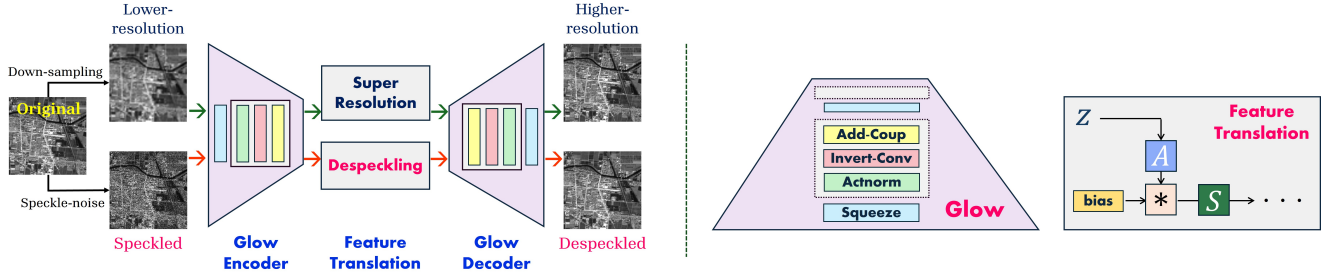 Lower-
resolution
Higher-
resolution
Down-sampling
Original
Speckle-noise
Speckled
Super
Resolution
Despeckling
Despeckled
Glow
Encoder
Feature
Translation
Glow
Decoder
Add-Coup
Invert-Conv
Actnorm
Squeeze
Glow
Feature
Translation
Z
A
bias
*
S
· · · ·